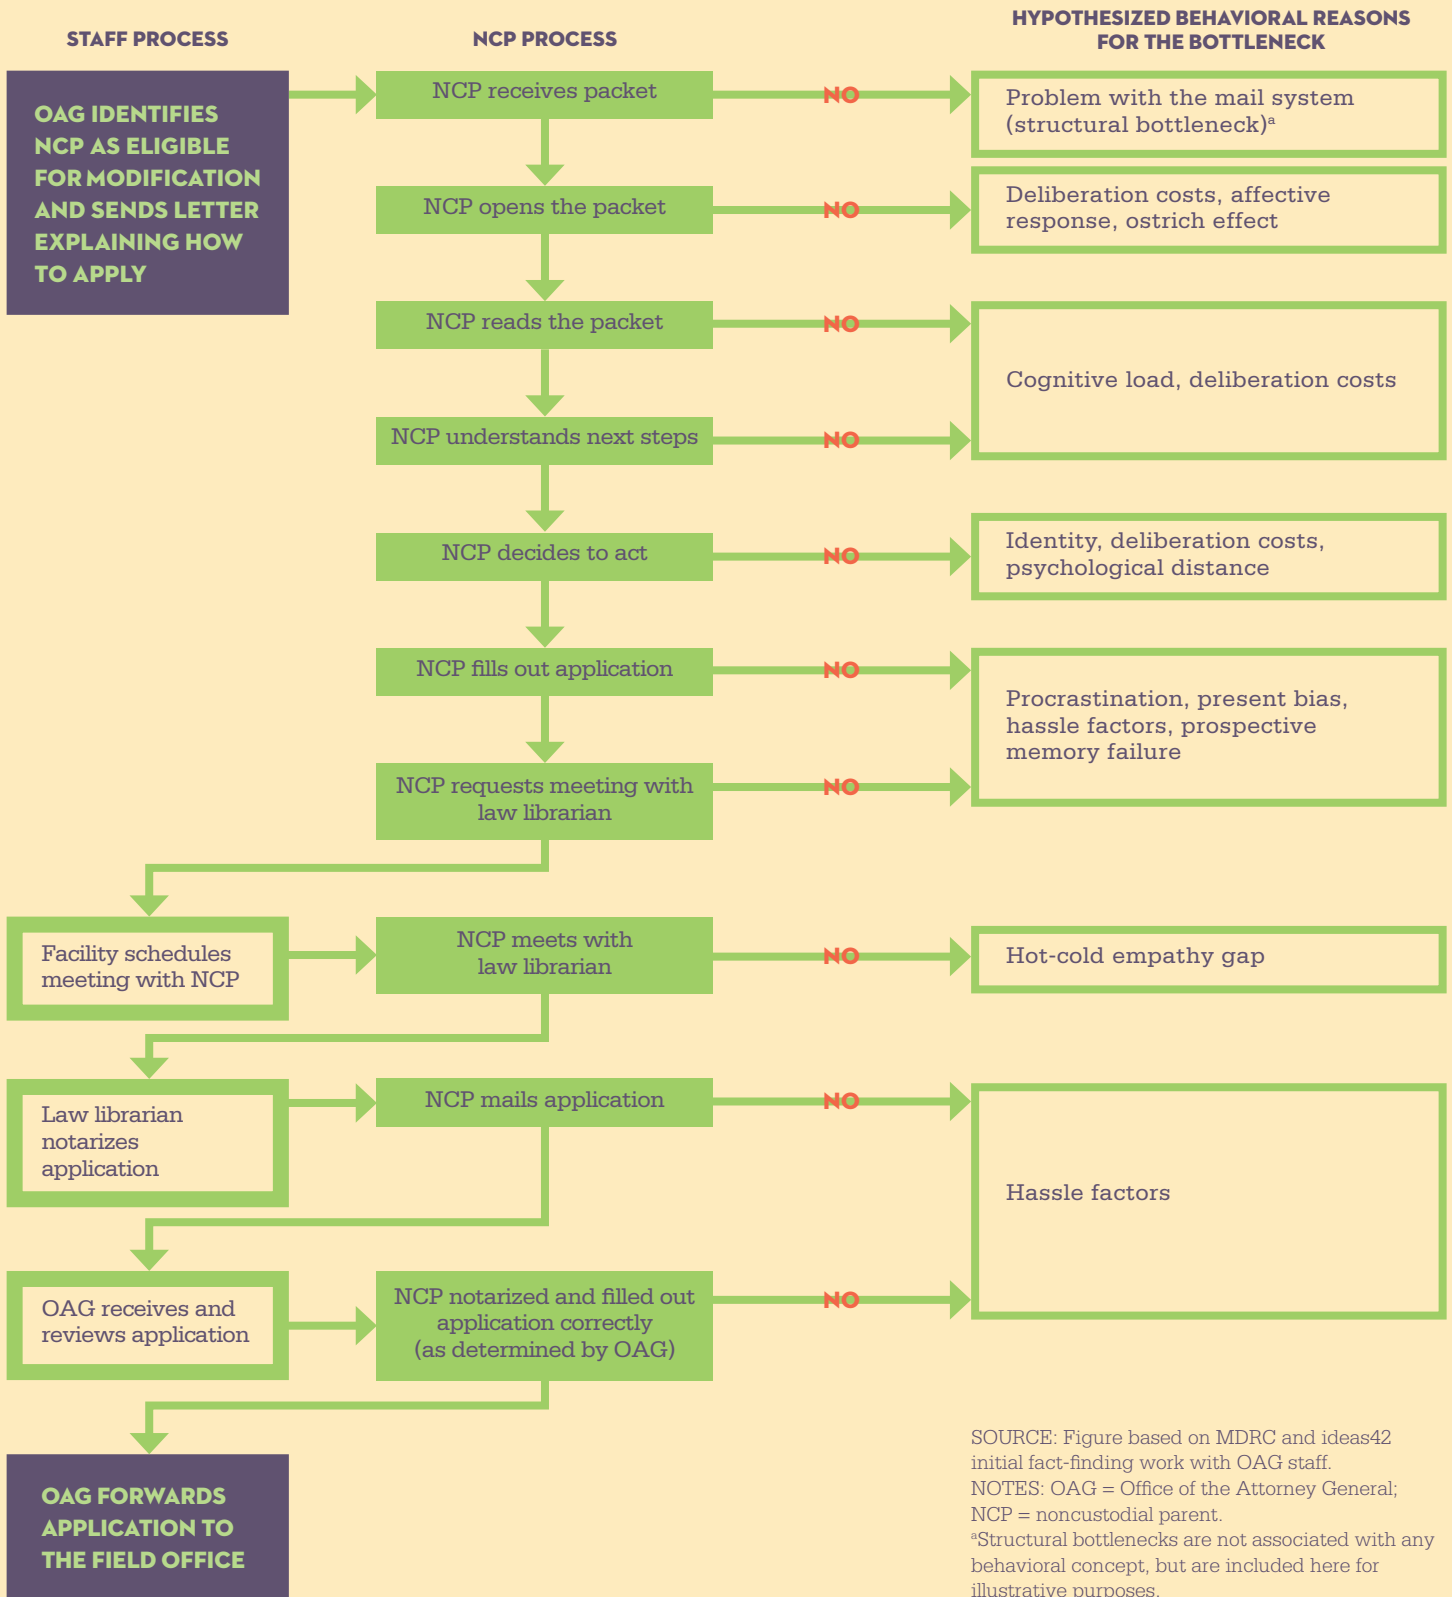 STAFF PROCESS
NCP PROCESS
HYPOTHESIZED BEHAVIORAL REASONS
FOR THE BOTTLENECK
OAG IDENTIFIES
NCP AS ELIGIBLE
FOR MODIFICATION
AND SENDS LETTER
EXPLAINING HOW
TO APPLY
NCP receives packet
NO
Problem with the mail system
(structural bottleneck)ᵃ
NCP opens the packet
NO
Deliberation costs, affective
response, ostrich effect
NCP reads the packet
NO
Cognitive load, deliberation costs
NCP understands next steps
NO
NCP decides to act
NO
Identity, deliberation costs,
psychological distance
NCP fills out application
NO
Procrastination, present bias,
hassle factors, prospective
memory failure
NCP requests meeting with
law librarian
NO
Facility schedules
meeting with NCP
NCP meets with
law librarian
NO
Hot-cold empathy gap
Law librarian
notarizes
application
NCP mails application
NO
Hassle factors
OAG receives and
reviews application
NCP notarized and filled out
application correctly
(as determined by OAG)
NO
OAG FORWARDS
APPLICATION TO
THE FIELD OFFICE
SOURCE: Figure based on MDRC and ideas42
initial fact-finding work with OAG staff.
NOTES: OAG = Office of the Attorney General;
NCP = noncustodial parent.
ᵃStructural bottlenecks are not associated with any
behavioral concept, but are included here for
illustrative purposes.